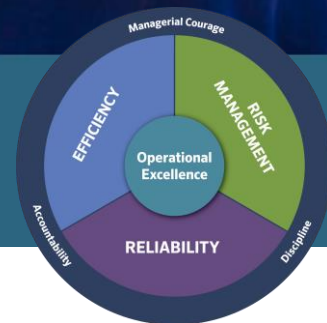 Managerial Courage
EFFICIENCY
RISK
MANAGEMENT
Operational
Excellence
RELIABILITY
Accountability
Discipline